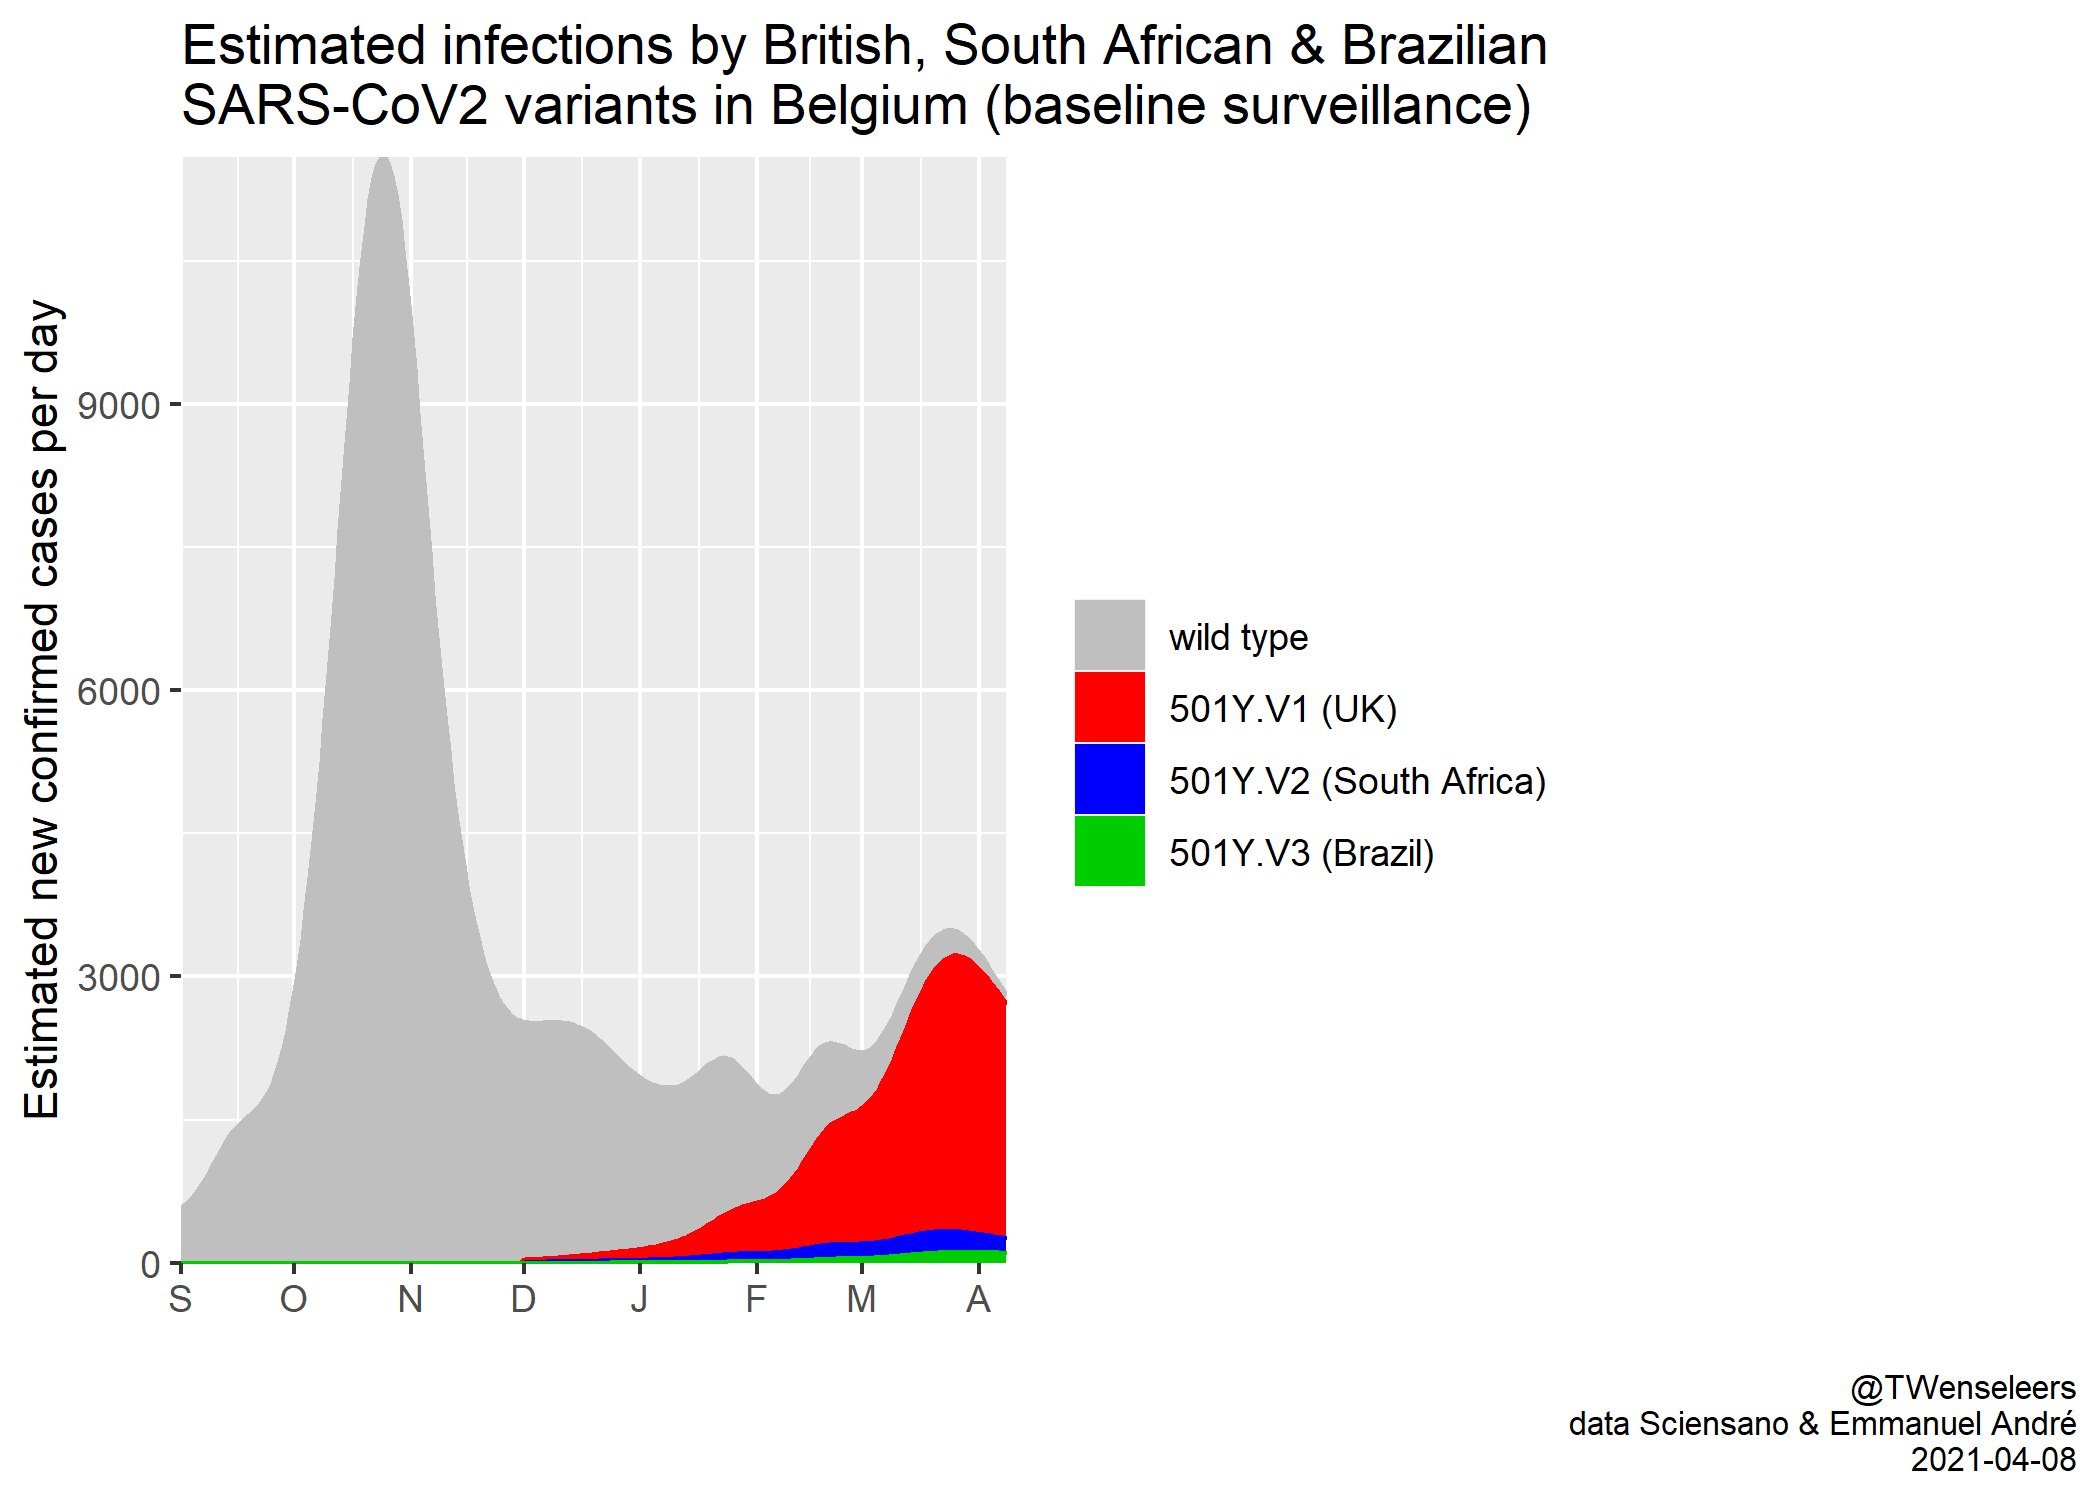 Estimated infections by British, South African & Brazilian
SARS-CoV2 variants in Belgium (baseline surveillance)
Estimated new confirmed cases per day
9000
6000
3000
0
S O N D J F M A
wild type
501Y.V1 (UK)
501Y.V2 (South Africa)
501Y.V3 (Brazil)
@TWenseleers
data Sciensano & Emmanuel André
2021-04-08